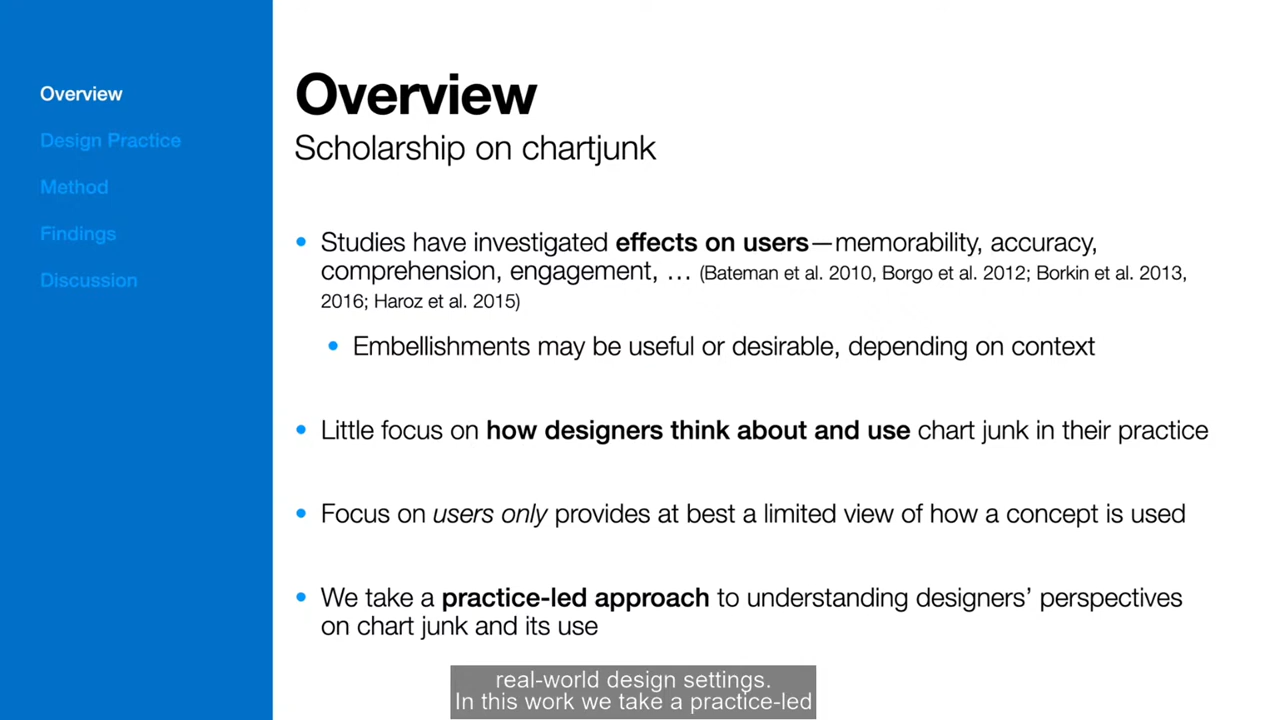 Overview
Design Practice
Method
Findings
Discussion
Overview
Scholarship on chartjunk
• Studies have investigated effects on users—memorability, accuracy,
comprehension, engagement, … (Bateman et al. 2010, Borgo et al. 2012; Borkin et al. 2013,
2016; Haroz et al. 2015)
• Embellishments may be useful or desirable, depending on context
• Little focus on how designers think about and use chart junk in their practice
• Focus on users only provides at best a limited view of how a concept is used
• We take a practice-led approach to understanding designers’ perspectives
on chart junk and its use
real-world design settings.
In this work we take a practice-led